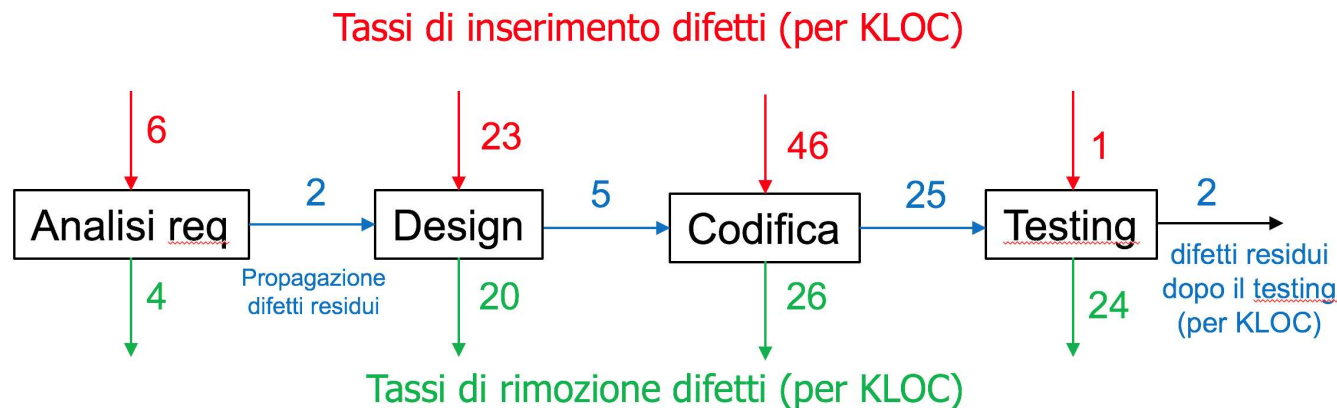 Tassi di inserimento difetti (per KLOC)
6
23
46
1
Analisi req
2
Design
5
Codifica
25
Testing
2
Propagazione
difetti residui
difetti residui
dopo il testing
(per KLOC)
4
20
26
24
Tassi di rimozione difetti (per KLOC)